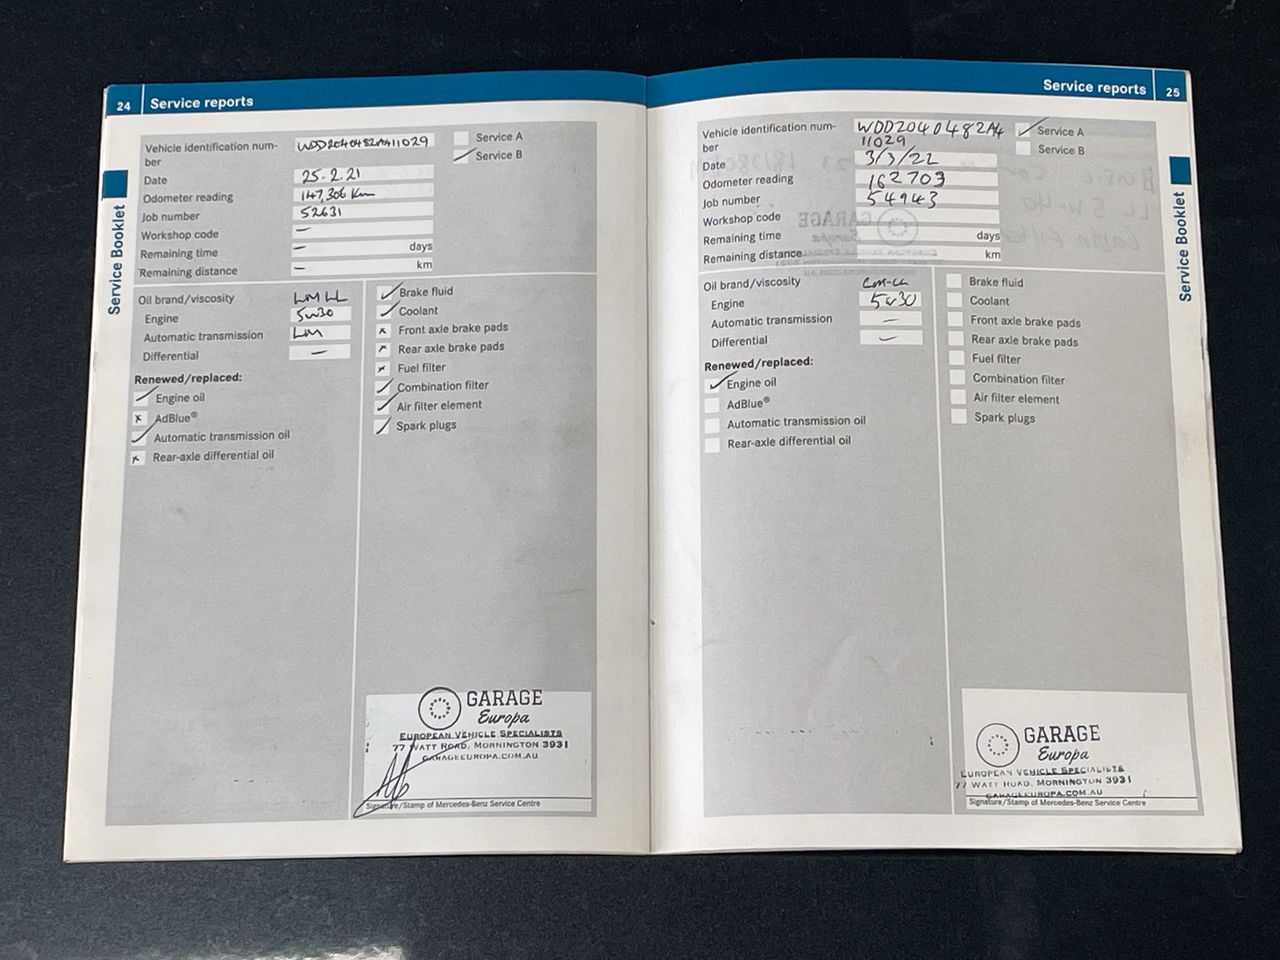 24 Service reports
Service Booklet
Vehicle identification num-
ber
WDD2040482A411029
Service A
Service B
Date 25.2.21
Odometer reading 147,306 Km
Job number 52631
Workshop code —
Remaining time — days
Remaining distance — km
Oil brand/viscosity LM LL
Engine 5w30
Automatic transmission LM
Differential —
Renewed/replaced:
Engine oil
AdBlue®
Automatic transmission oil
Rear-axle differential oil
Brake fluid
Coolant
Front axle brake pads
Rear axle brake pads
Fuel filter
Combination filter
Air filter element
Spark plugs
GARAGE
Europa
EUROPEAN VEHICLE SPECIALISTS
77 WATT ROAD, MORNINGTON 3931
GARAGEEUROPA.COM.AU
Signature/Stamp of Mercedes-Benz Service Centre
Service reports 25
Service Booklet
Vehicle identification num-
ber
WDD2040482A4
11029
Service A
Service B
Date 3/3/22
Odometer reading 162703
Job number 54943
Workshop code
Remaining time days
Remaining distance km
Oil brand/viscosity
Engine 5w30
Automatic transmission —
Differential —
Renewed/replaced:
Engine oil
AdBlue®
Automatic transmission oil
Rear-axle differential oil
Brake fluid
Coolant
Front axle brake pads
Rear axle brake pads
Fuel filter
Combination filter
Air filter element
Spark plugs
GARAGE
Europa
EUROPEAN VEHICLE SPECIALISTS
77 WATT ROAD, MORNINGTON 3931
GARAGEEUROPA.COM.AU
Signature/Stamp of Mercedes-Benz Service Centre